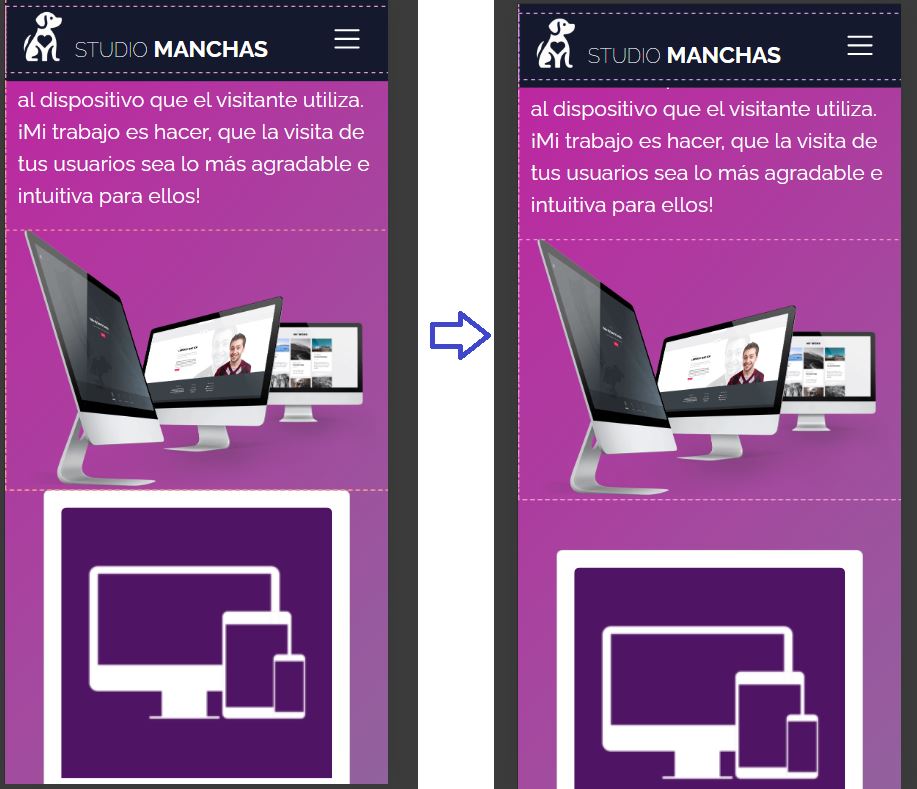 STUDIO MANCHAS
al dispositivo que el visitante utiliza.
¡Mi trabajo es hacer, que la visita de
tus usuarios sea lo más agradable e
intuitiva para ellos!
STUDIO MANCHAS
al dispositivo que el visitante utiliza.
¡Mi trabajo es hacer, que la visita de
tus usuarios sea lo más agradable e
intuitiva para ellos!